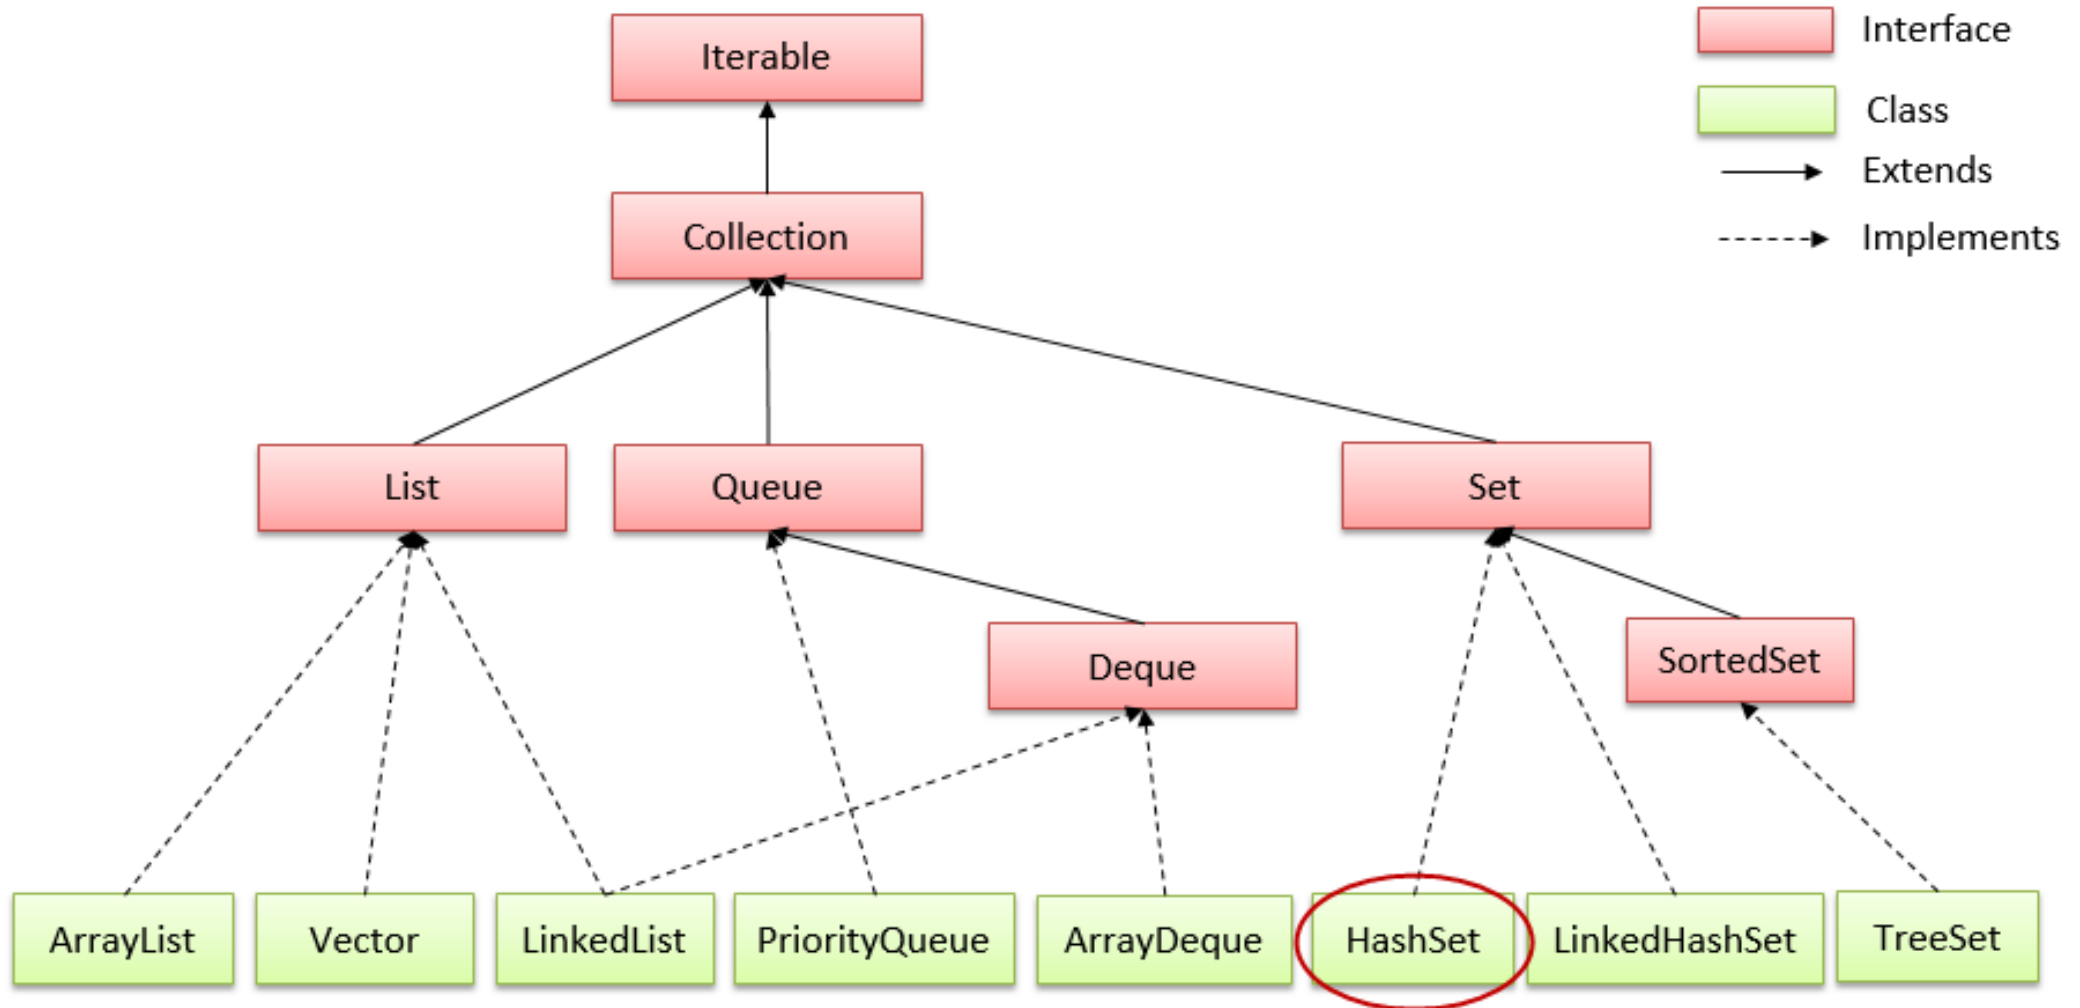 Iterable
Interface
Class
Extends
Collection
Implements
List
Queue
Set
Deque
SortedSet
ArrayList
Vector
LinkedList
PriorityQueue
ArrayDeque
HashSet
LinkedHashSet
TreeSet